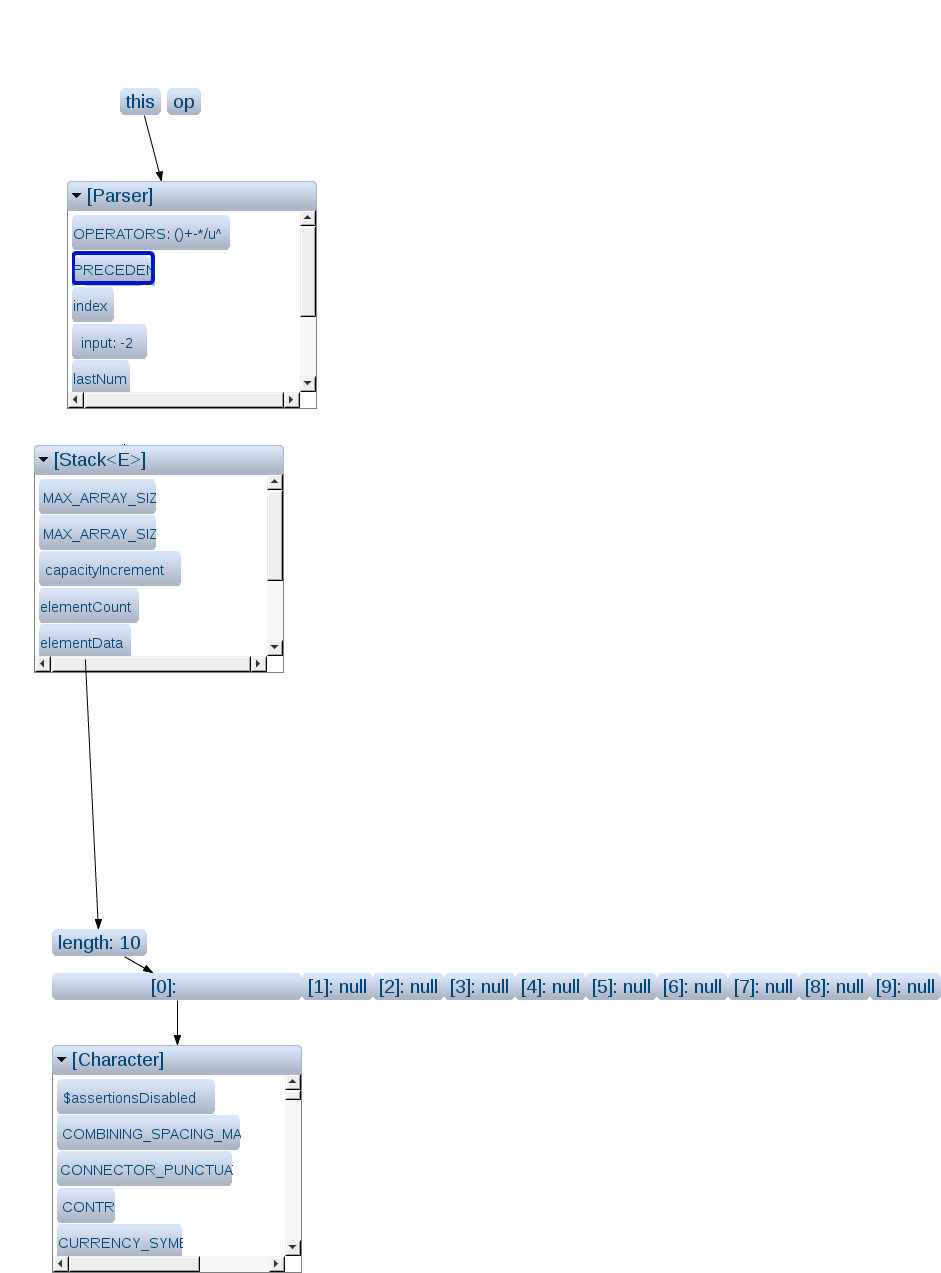 this op
[Parser]
OPERATORS: ()+-*/u^
PRECEDEN
index
input: -2
lastNum
[Stack<E>]
MAX_ARRAY_SIZ
MAX_ARRAY_SIZ
capacityIncrement
elementCount
elementData
length: 10
[0]: [1]: null [2]: null [3]: null [4]: null [5]: null [6]: null [7]: null [8]: null [9]: null
[Character]
$assertionsDisabled
COMBINING_SPACING_MA
CONNECTOR_PUNCTUA
CONTR
CURRENCY_SYMB